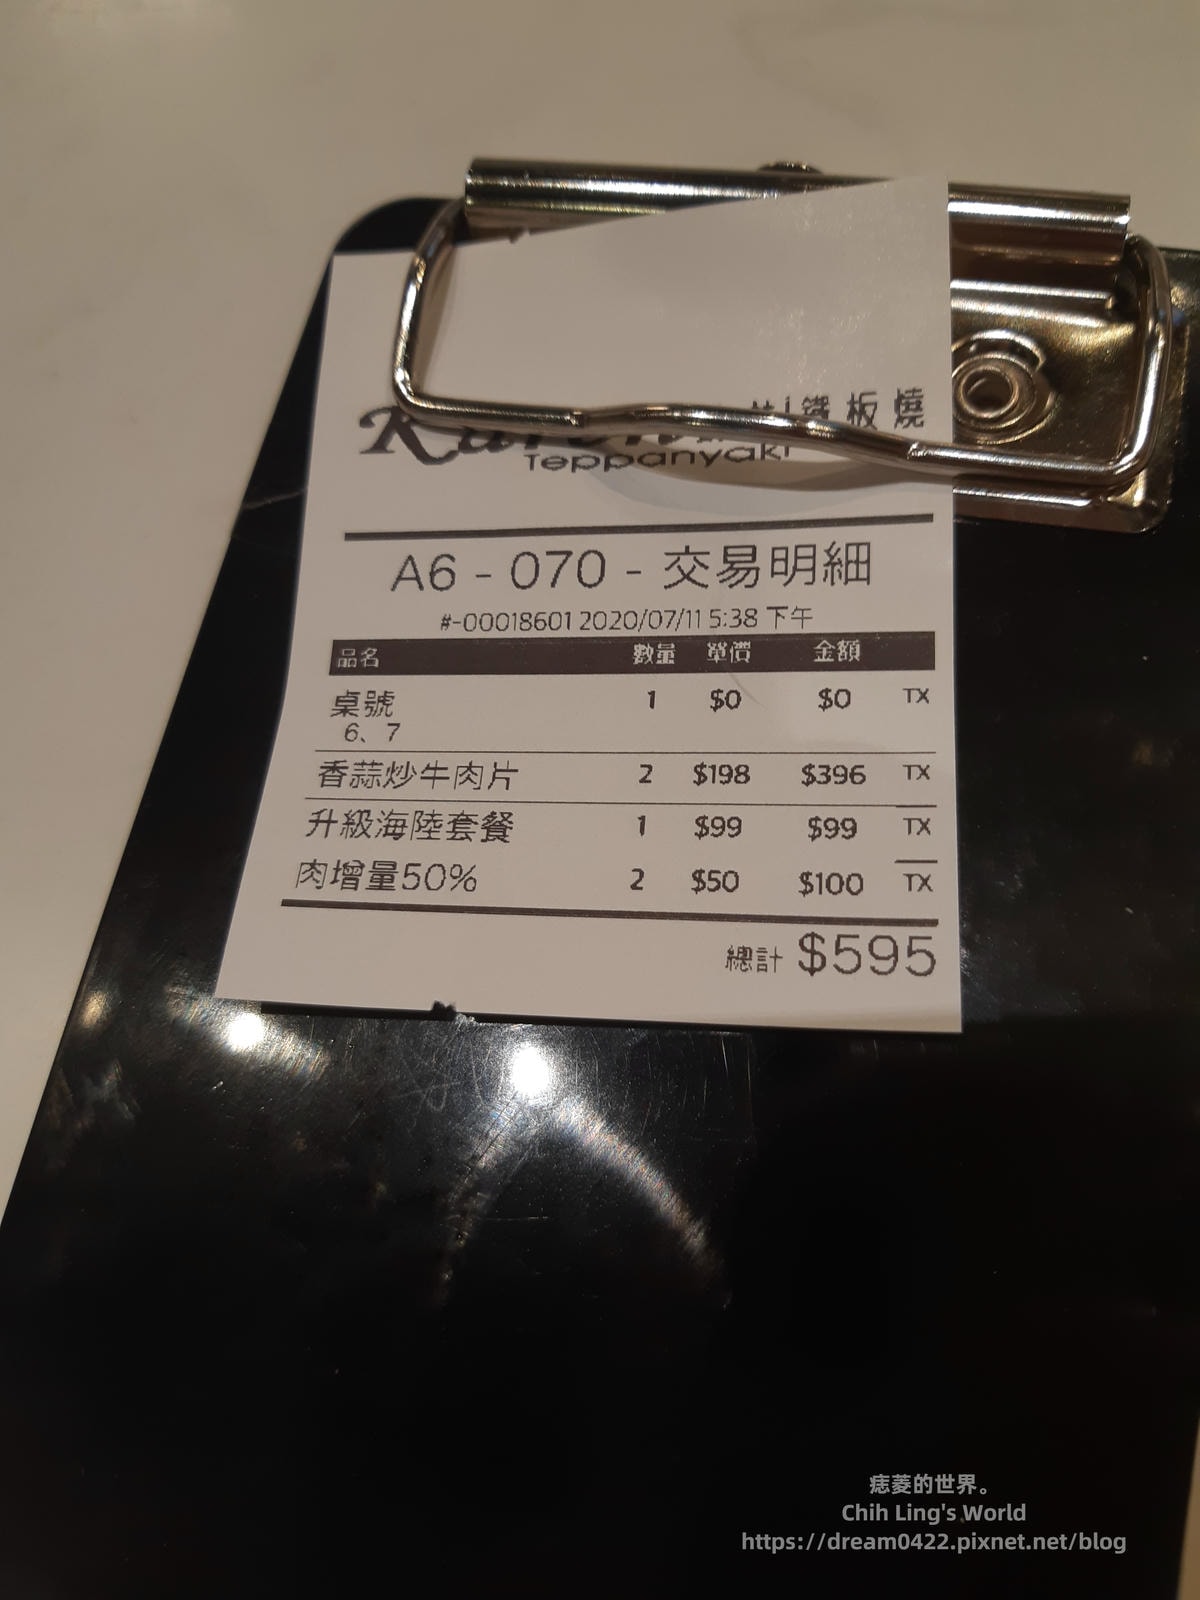 鐵板燒
Teppanyaki
A6 - 070 - 交易明細
#-00018601 2020/07/11 5:38 下午
品名 數量 單價 金額
桌號 1 $0 $0 TX
6、7
香蒜炒牛肉片 2 $198 $396 TX
升級海陸套餐 1 $99 $99 TX
肉增量50% 2 $50 $100 TX
總計 $595
痣菱的世界。
Chih Ling's World
https://dream0422.pixnet.net/blog